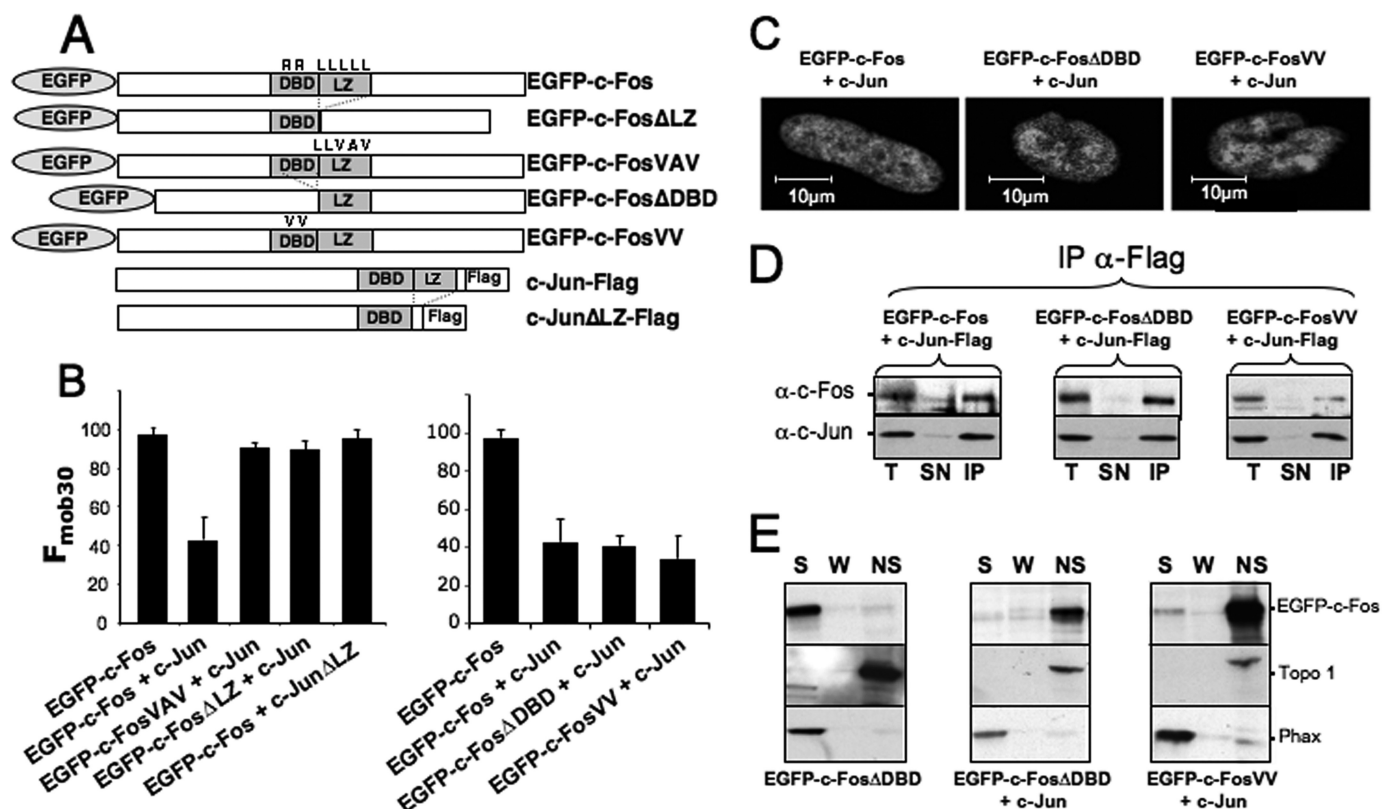 A
R R L L L L L
EGFP DBD LZ EGFP-c-Fos
EGFP DBD EGFP-c-FosΔLZ
L L V A V
EGFP DBD LZ EGFP-c-FosVAV
EGFP LZ EGFP-c-FosΔDBD
V V
EGFP DBD LZ EGFP-c-FosVV
DBD LZ Flag c-Jun-Flag
DBD Flag c-JunΔLZ-Flag
B
Fmob30
100
80
60
40
20
0
EGFP-c-Fos
EGFP-c-Fos + c-Jun
EGFP-c-FosVAV + c-Jun
EGFP-c-FosΔLZ + c-Jun
EGFP-c-Fos + c-JunΔLZ
100
80
60
40
20
0
EGFP-c-Fos
EGFP-c-Fos + c-Jun
EGFP-c-FosΔDBD + c-Jun
EGFP-c-FosVV + c-Jun
C
EGFP-c-Fos
+ c-Jun
EGFP-c-FosΔDBD
+ c-Jun
EGFP-c-FosVV
+ c-Jun
10µm
10µm
10µm
D
IP α-Flag
EGFP-c-Fos
+ c-Jun-Flag
EGFP-c-FosΔDBD
+ c-Jun-Flag
EGFP-c-FosVV
+ c-Jun-Flag
α-c-Fos
α-c-Jun
T SN IP
T SN IP
T SN IP
E
S W NS
S W NS
S W NS
EGFP-c-Fos
Topo 1
Phax
EGFP-c-FosΔDBD
EGFP-c-FosΔDBD
+ c-Jun
EGFP-c-FosVV
+ c-Jun